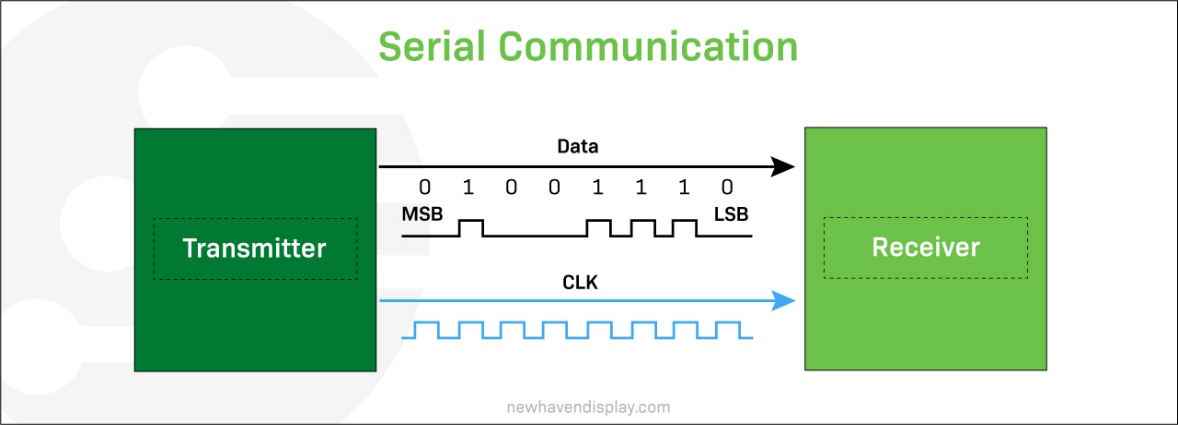 Serial Communication
Data
0 1 0 0 1 1 1 0
MSB LSB
Transmitter
Receiver
CLK
newhavendisplay.com